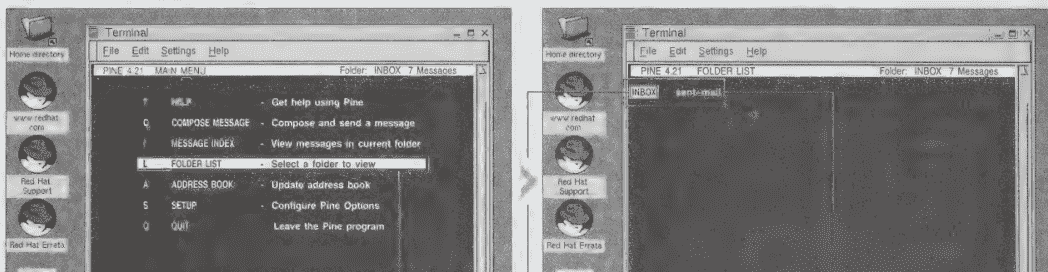 Home directory
www.redhat
com
Red Hat
Support
Red Hat Errata
Terminal
File Edit Settings Help
PINE 4.21 MAIN MENU Folder: INBOX 7 Messages
? HELP - Get help using Pine
C COMPOSE MESSAGE - Compose and send a message
I MESSAGE INDEX - View messages in current folder
L FOLDER LIST - Select a folder to view
A ADDRESS BOOK - Update address book
S SETUP - Configure Pine Options
Q QUIT Leave the Pine program
Home directory
www.redhat
com
Red Hat
Support
Red Hat Errata
Terminal
File Edit Settings Help
PINE 4.21 FOLDER LIST Folder: INBOX 7 Messages
INBOX sent-mail